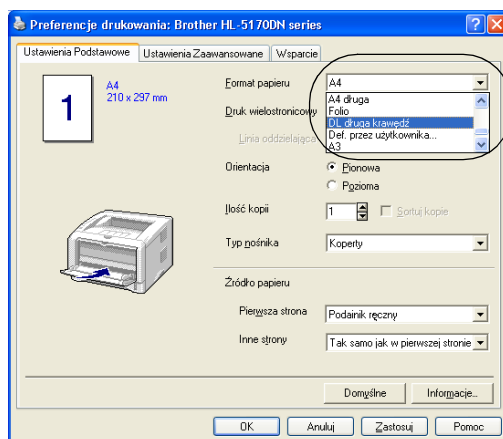 Preferencje drukowania: Brother HL-5170DN series
Ustawienia Podstawowe Ustawienia Zaawansowane Wsparcie
1
A4
210 x 297 mm
Format papieru A4
A4 długa
Folio
DL długa krawędź
Def. przez użytkownika...
A3
Druk wielostronicowy
Linia oddzielająca
Orientacja Pionowa
Pozioma
Ilość kopii 1 Sortuj kopie
Typ nośnika Koperty
Źródło papieru
Pierwsza strona Podajnik ręczny
Inne strony Tak samo jak w pierwszej stronie
Domyślne Informacje...
OK Anuluj Zastosuj Pomoc